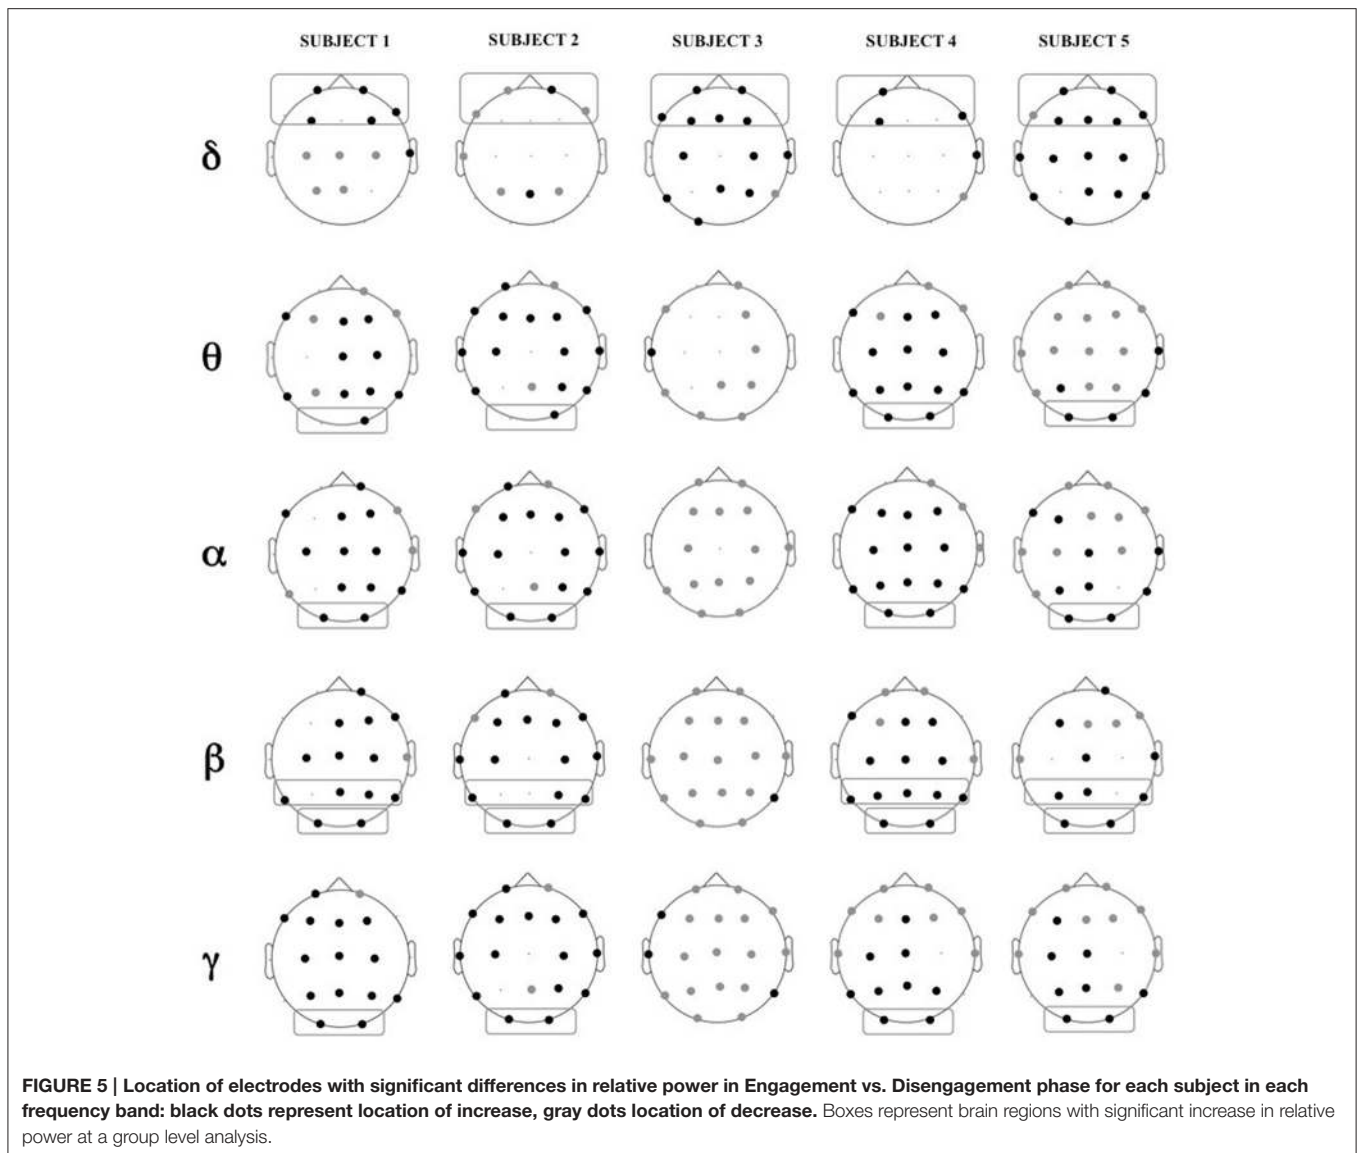 SUBJECT 1 SUBJECT 2 SUBJECT 3 SUBJECT 4 SUBJECT 5
δ
θ
α
β
γ
FIGURE 5 | Location of electrodes with significant differences in relative power in Engagement vs. Disengagement phase for each subject in each
frequency band: black dots represent location of increase, gray dots location of decrease. Boxes represent brain regions with significant increase in relative
power at a group level analysis.